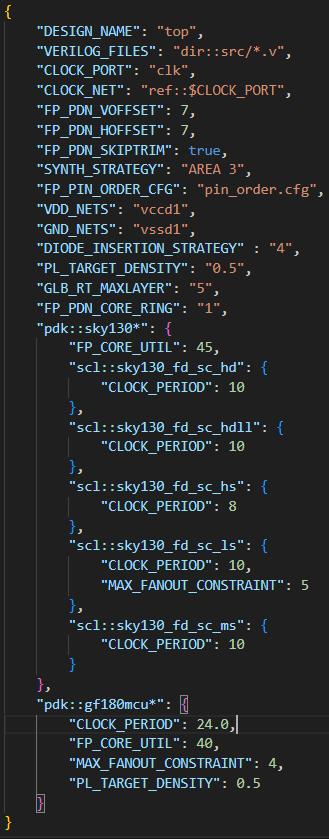 {
    "DESIGN_NAME": "top",
    "VERILOG_FILES": "dir::src/*.v",
    "CLOCK_PORT": "clk",
    "CLOCK_NET": "ref::$CLOCK_PORT",
    "FP_PDN_VOFFSET": 7,
    "FP_PDN_HOFFSET": 7,
    "FP_PDN_SKIPTRIM": true,
    "SYNTH_STRATEGY": "AREA 3",
    "FP_PIN_ORDER_CFG": "pin_order.cfg",
    "VDD_NETS": "vccd1",
    "GND_NETS": "vssd1",
    "DIODE_INSERTION_STRATEGY" : "4",
    "PL_TARGET_DENSITY": "0.5",
    "GLB_RT_MAXLAYER": "5",
    "FP_PDN_CORE_RING": "1",
    "pdk::sky130*": {
        "FP_CORE_UTIL": 45,
        "scl::sky130_fd_sc_hd": {
            "CLOCK_PERIOD": 10
        },
        "scl::sky130_fd_sc_hdll": {
            "CLOCK_PERIOD": 10
        },
        "scl::sky130_fd_sc_hs": {
            "CLOCK_PERIOD": 8
        },
        "scl::sky130_fd_sc_ls": {
            "CLOCK_PERIOD": 10,
            "MAX_FANOUT_CONSTRAINT": 5
        },
        "scl::sky130_fd_sc_ms": {
            "CLOCK_PERIOD": 10
        }
    },
    "pdk::gf180mcu*": {
        "CLOCK_PERIOD": 24.0,
        "FP_CORE_UTIL": 40,
        "MAX_FANOUT_CONSTRAINT": 4,
        "PL_TARGET_DENSITY": 0.5
    }
}